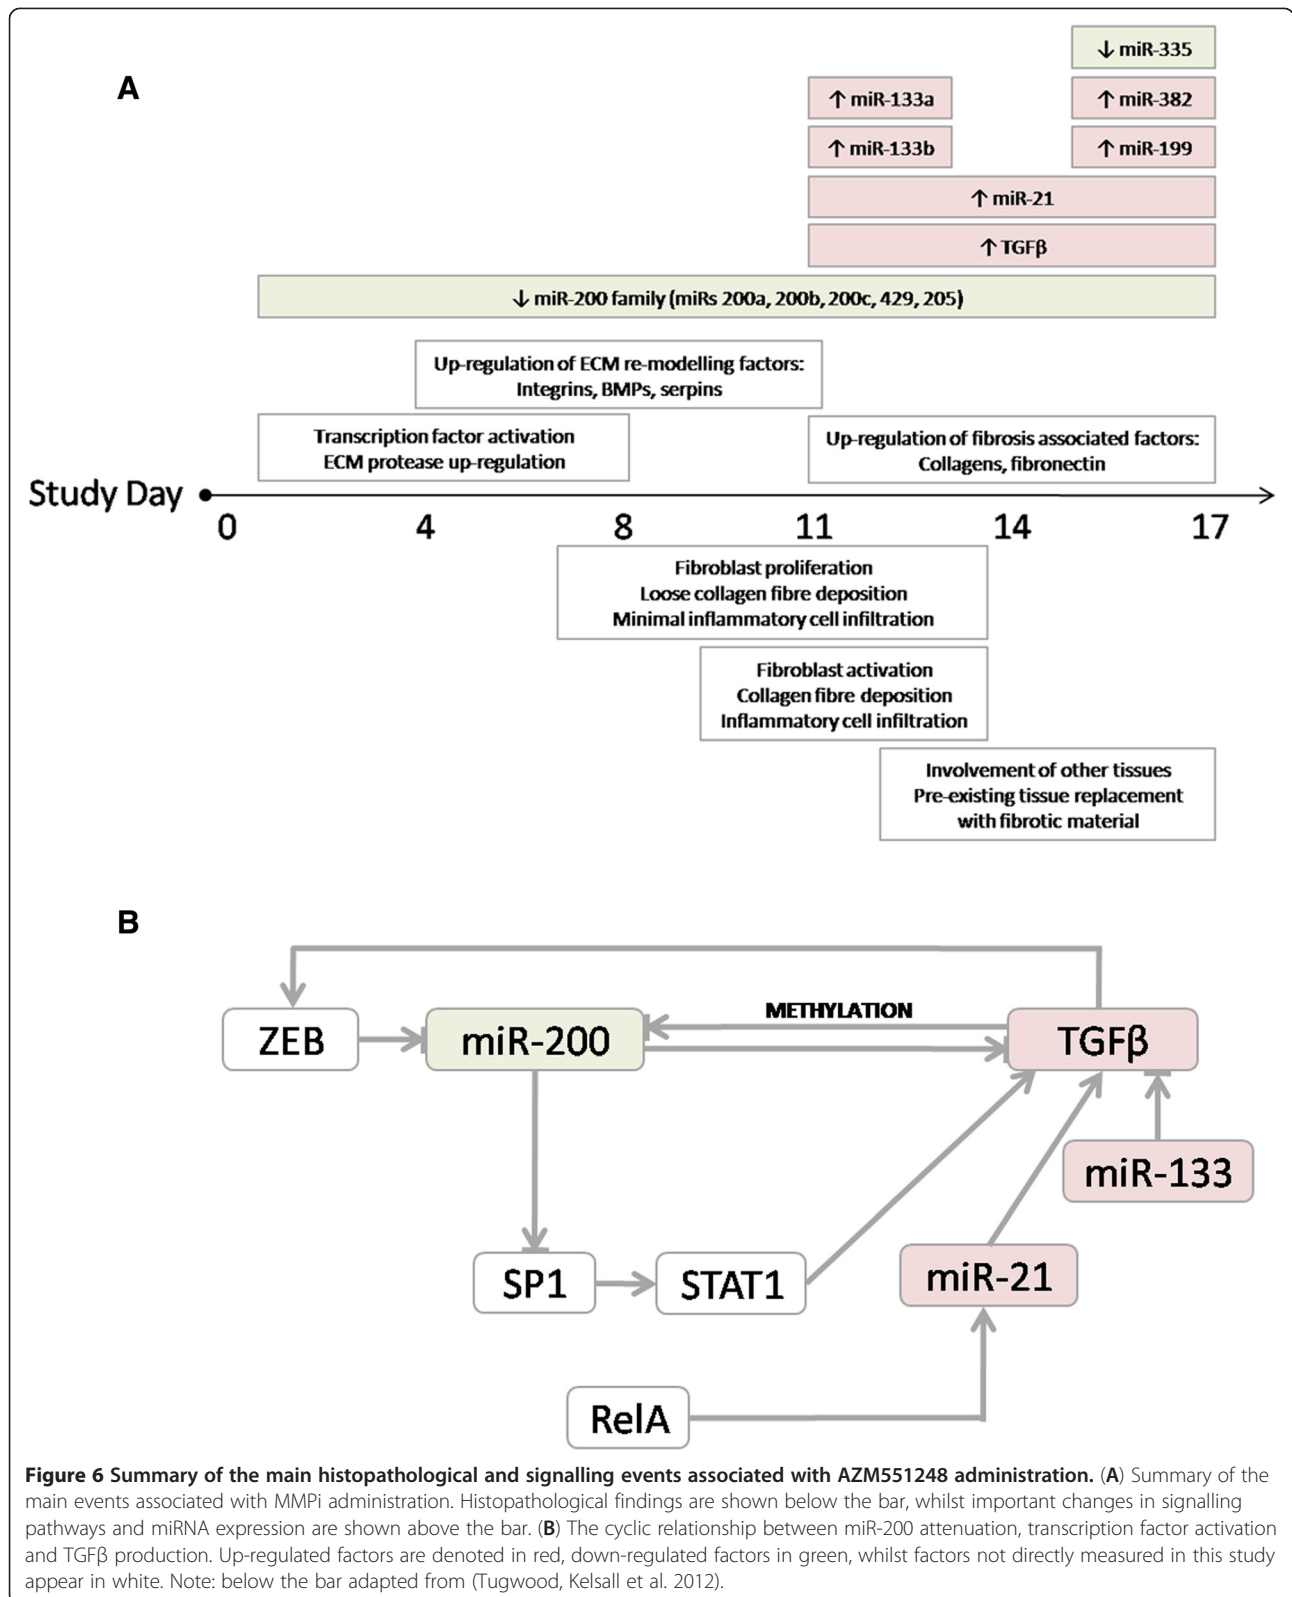 A
↓ miR-335
↑ miR-133a
↑ miR-382
↑ miR-133b
↑ miR-199
↑ miR-21
↑ TGFβ
↓ miR-200 family (miRs 200a, 200b, 200c, 429, 205)
Up-regulation of ECM re-modelling factors:
Integrins, BMPs, serpins
Transcription factor activation
ECM protease up-regulation
Up-regulation of fibrosis associated factors:
Collagens, fibronectin
Study Day
0 4 8 11 14 17
Fibroblast proliferation
Loose collagen fibre deposition
Minimal inflammatory cell infiltration
Fibroblast activation
Collagen fibre deposition
Inflammatory cell infiltration
Involvement of other tissues
Pre-existing tissue replacement
with fibrotic material
B
METHYLATION
ZEB
miR-200
TGFβ
miR-133
SP1
STAT1
miR-21
RelA
Figure 6 Summary of the main histopathological and signalling events associated with AZM551248 administration. (A) Summary of the
main events associated with MMPi administration. Histopathological findings are shown below the bar, whilst important changes in signalling
pathways and miRNA expression are shown above the bar. (B) The cyclic relationship between miR-200 attenuation, transcription factor activation
and TGFβ production. Up-regulated factors are denoted in red, down-regulated factors in green, whilst factors not directly measured in this study
appear in white. Note: below the bar adapted from (Tugwood, Kelsall et al. 2012).